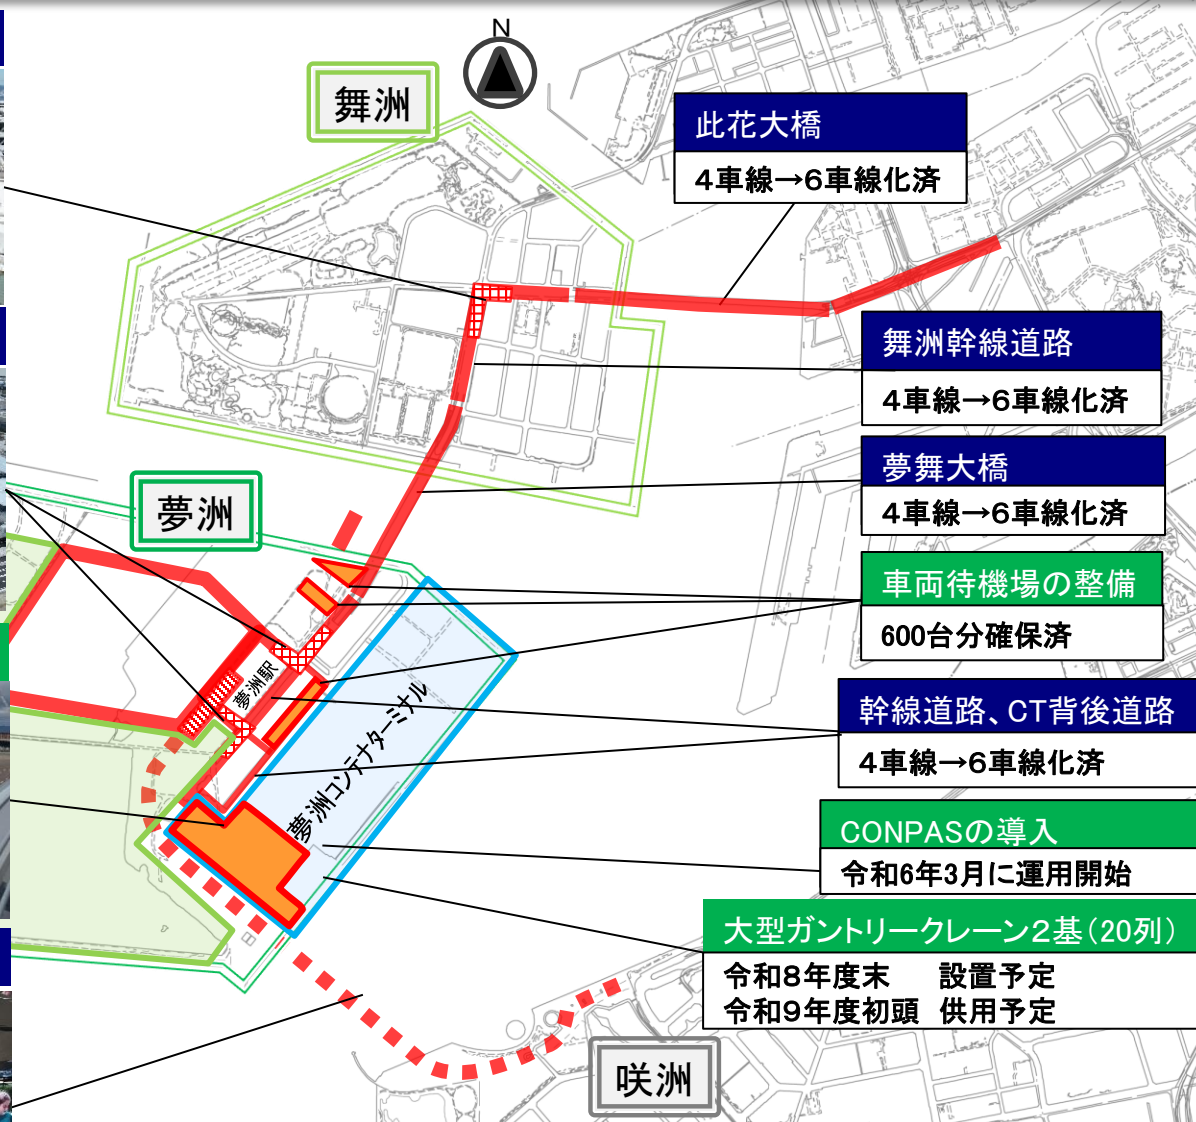 N
舞洲
此花大橋
4車線→6車線化済
舞洲幹線道路
4車線→6車線化済
夢舞大橋
4車線→6車線化済
夢洲
車両待機場の整備
600台分確保済
夢洲駅
幹線道路、CT背後道路
4車線→6車線化済
夢洲コンテナターミナル
CONPASの導入
令和6年3月に運用開始
大型ガントリークレーン2基(20列)
令和8年度末 設置予定
令和9年度初頭 供用予定
咲洲